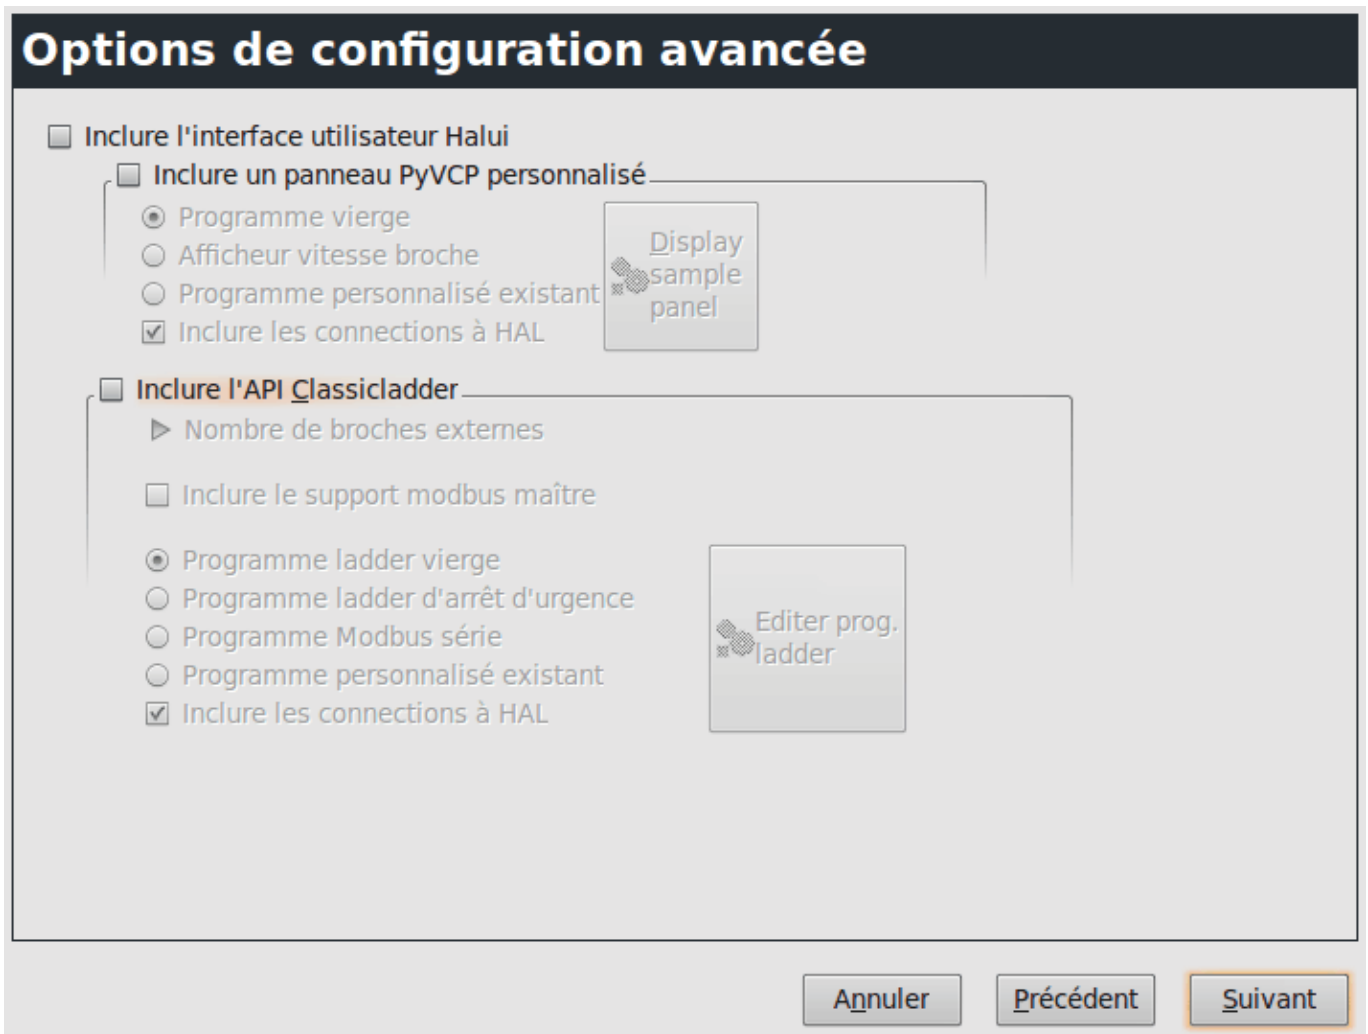 Options de configuration avancée
Inclure l'interface utilisateur Halui
Inclure un panneau PyVCP personnalisé
Programme vierge
Afficheur vitesse broche
Programme personnalisé existant
Inclure les connections à HAL
Display
sample
panel
Inclure l'API Classicladder
Nombre de broches externes
Inclure le support modbus maître
Programme ladder vierge
Programme ladder d'arrêt d'urgence
Programme Modbus série
Programme personnalisé existant
Inclure les connections à HAL
Editer prog.
ladder
Annuler
Précédent
Suivant